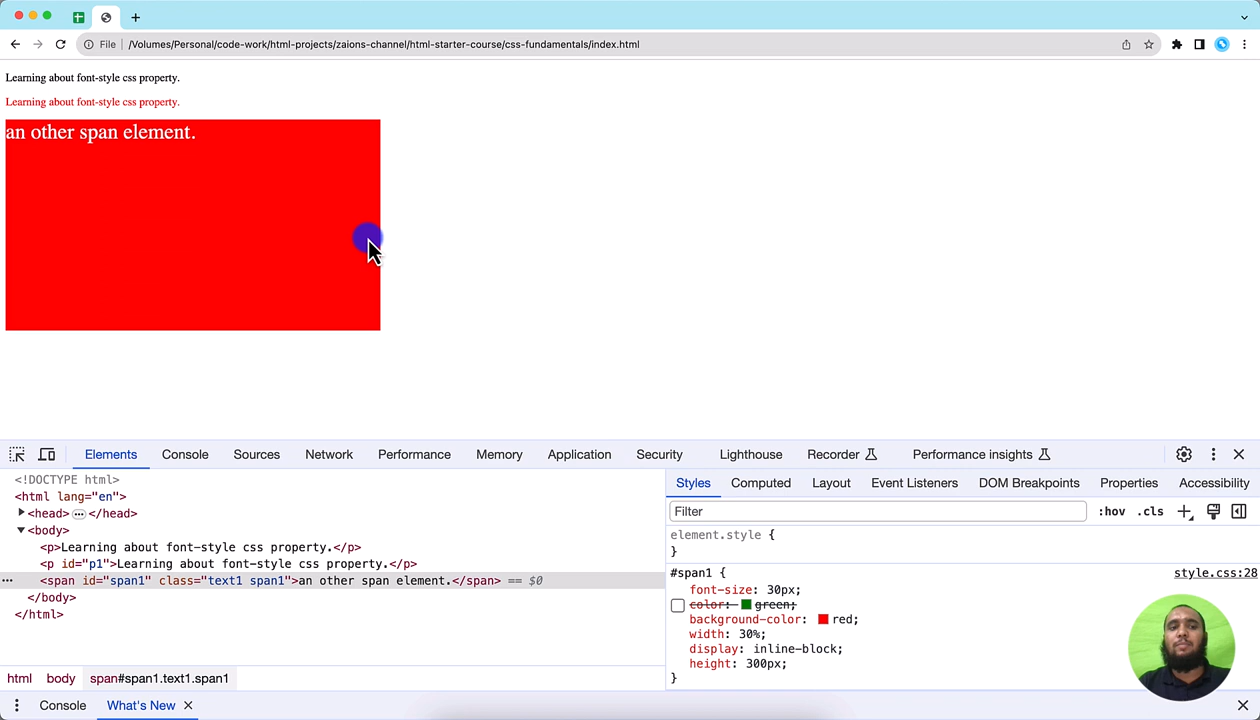 File /Volumes/Personal/code-work/html-projects/zaions-channel/html-starter-course/css-fundamentals/index.html
Learning about font-style css property.
Learning about font-style css property.
an other span element.
Elements Console Sources Network Performance Memory Application Security Lighthouse Recorder Performance insights
<!DOCTYPE html>
<html lang="en">
<head> ••• </head>
<body>
<p>Learning about font-style css property.</p>
<p id="p1">Learning about font-style css property.</p>
<span id="span1" class="text1 span1">an other span element.</span> == $0
</body>
</html>
html body span#span1.text1.span1
Styles Computed Layout Event Listeners DOM Breakpoints Properties Accessibility
Filter :hov .cls
element.style {
}
#span1 { style.css:28
font-size: 30px;
color: green;
background-color: red;
width: 30%;
display: inline-block;
height: 300px;
}
Console What's New